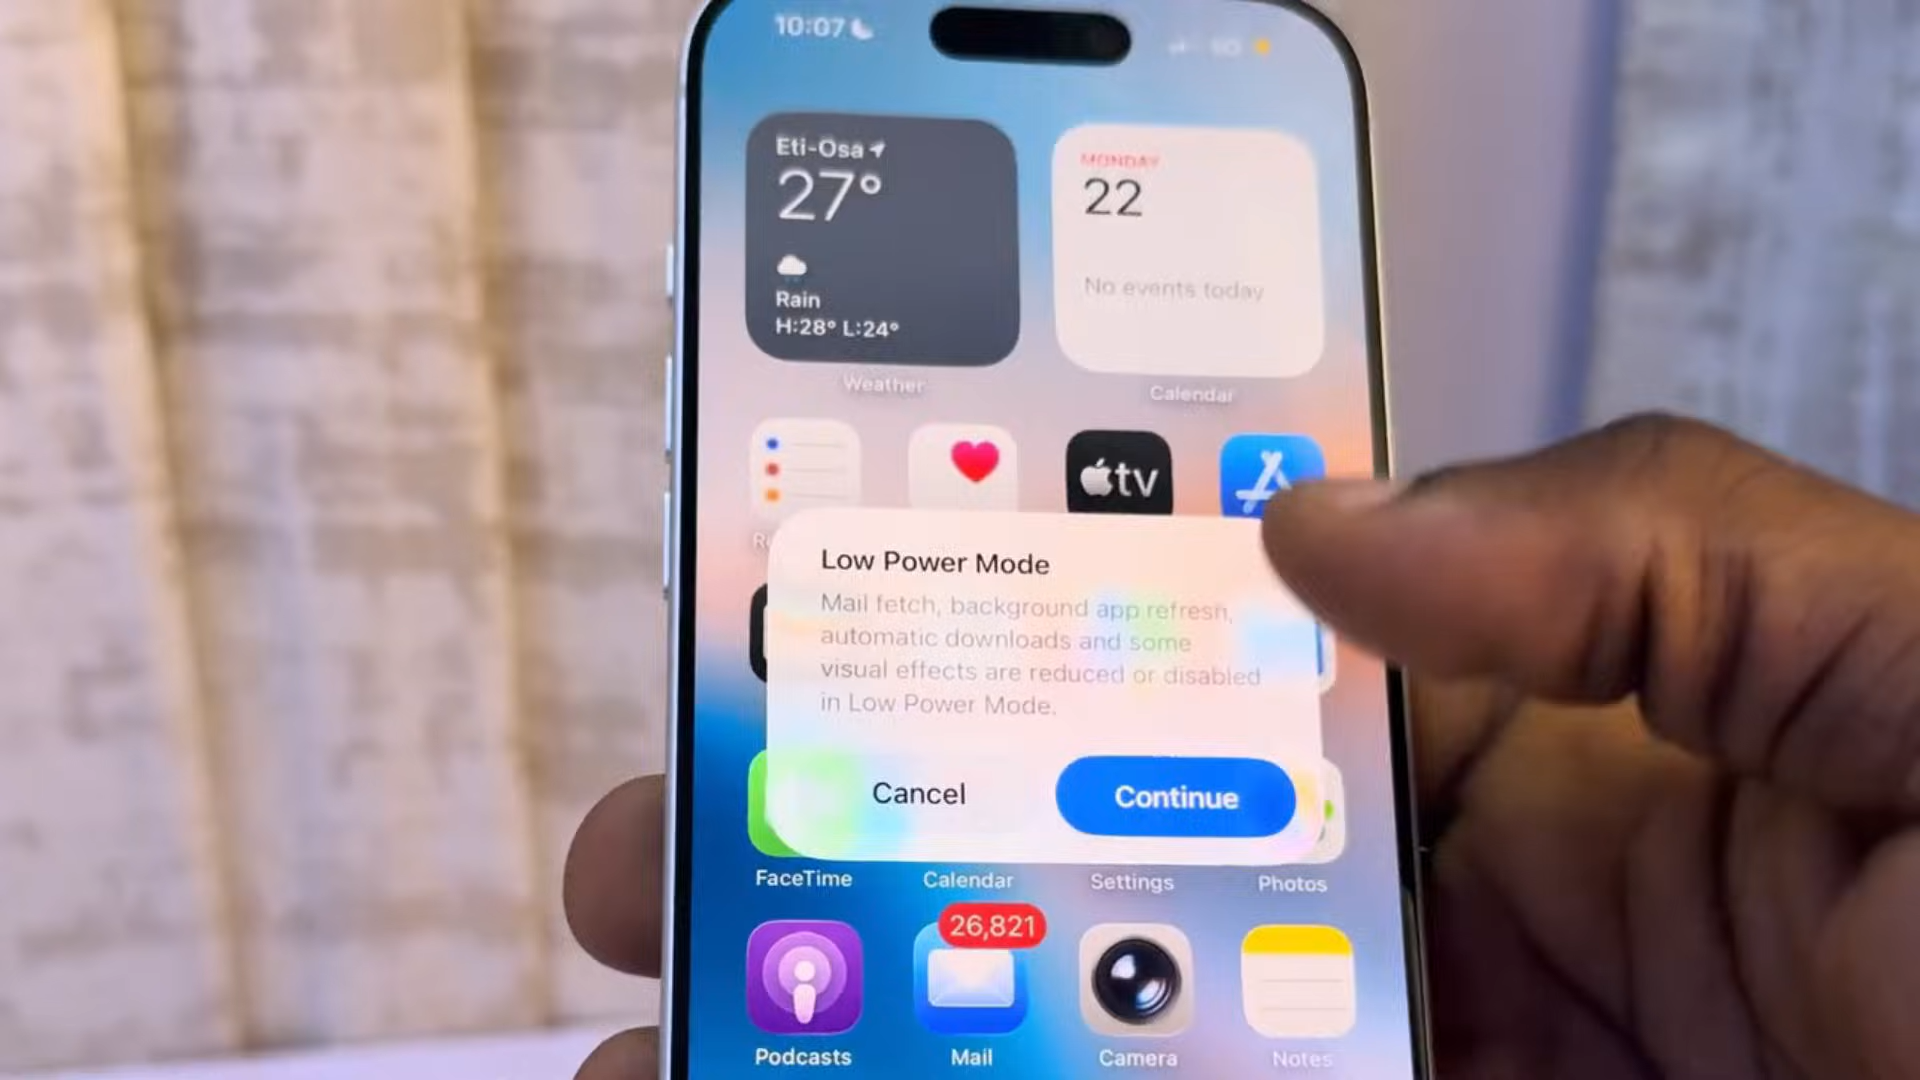 10:07
Eti-Osa
27°
Rain
H:28° L:24°
Weather
MONDAY
22
No events today
Calendar
tv
Low Power Mode
Mail fetch, background app refresh,
automatic downloads and some
visual effects are reduced or disabled
in Low Power Mode.
Cancel
Continue
FaceTime
Calendar
Settings
Photos
26,821
Podcasts
Mail
Camera
Notes